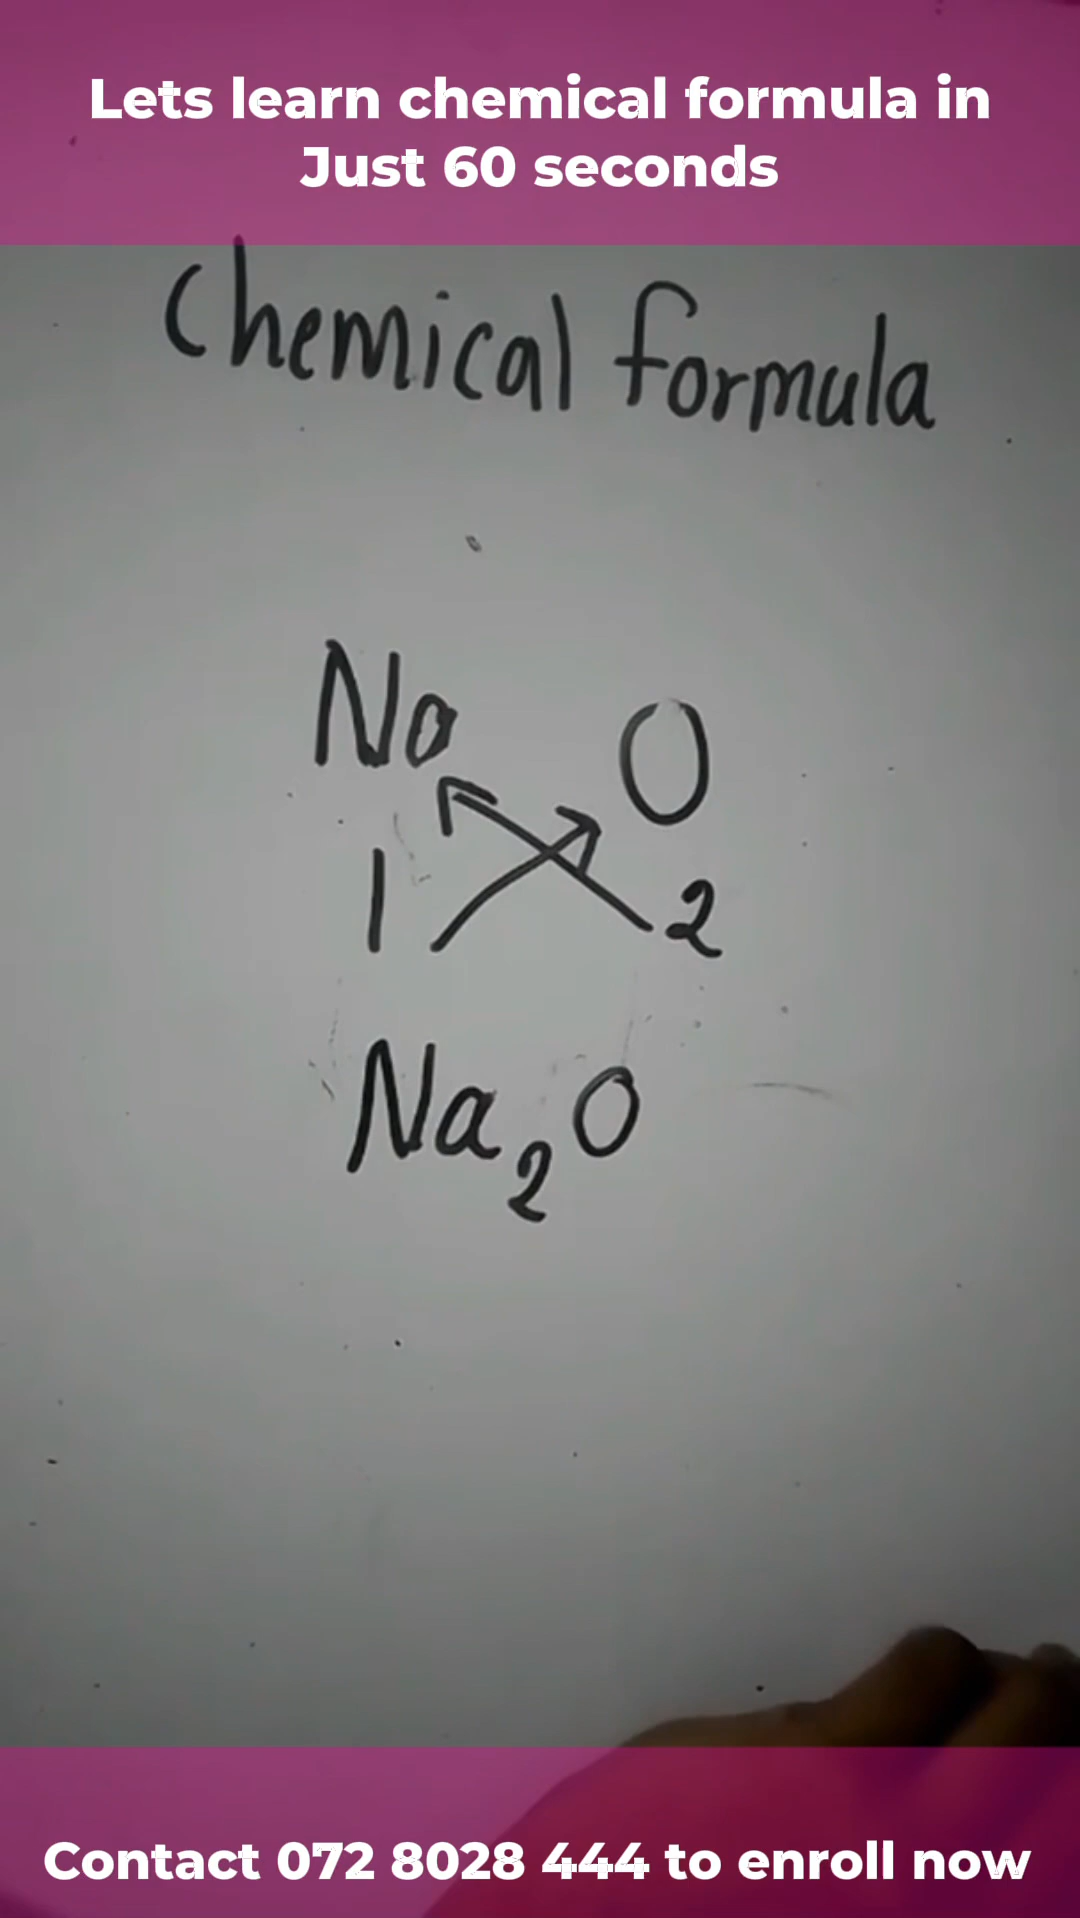 Lets learn chemical formula in
Just 60 seconds
Chemical formula
Na O
1 2
Na₂O
Contact 072 8028 444 to enroll now